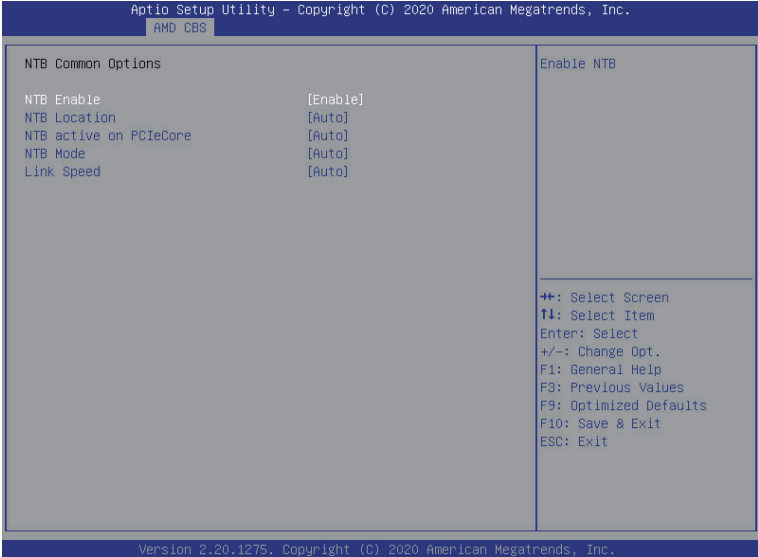 Aptio Setup Utility – Copyright (C) 2020 American Megatrends, Inc.
AMD CBS
NTB Common Options
NTB Enable [Enable]
NTB Location [Auto]
NTB active on PCIeCore [Auto]
NTB Mode [Auto]
Link Speed [Auto]
Enable NTB
→←: Select Screen
↑↓: Select Item
Enter: Select
+/-: Change Opt.
F1: General Help
F3: Previous Values
F9: Optimized Defaults
F10: Save & Exit
ESC: Exit
Version 2.20.1275. Copyright (C) 2020 American Megatrends, Inc.